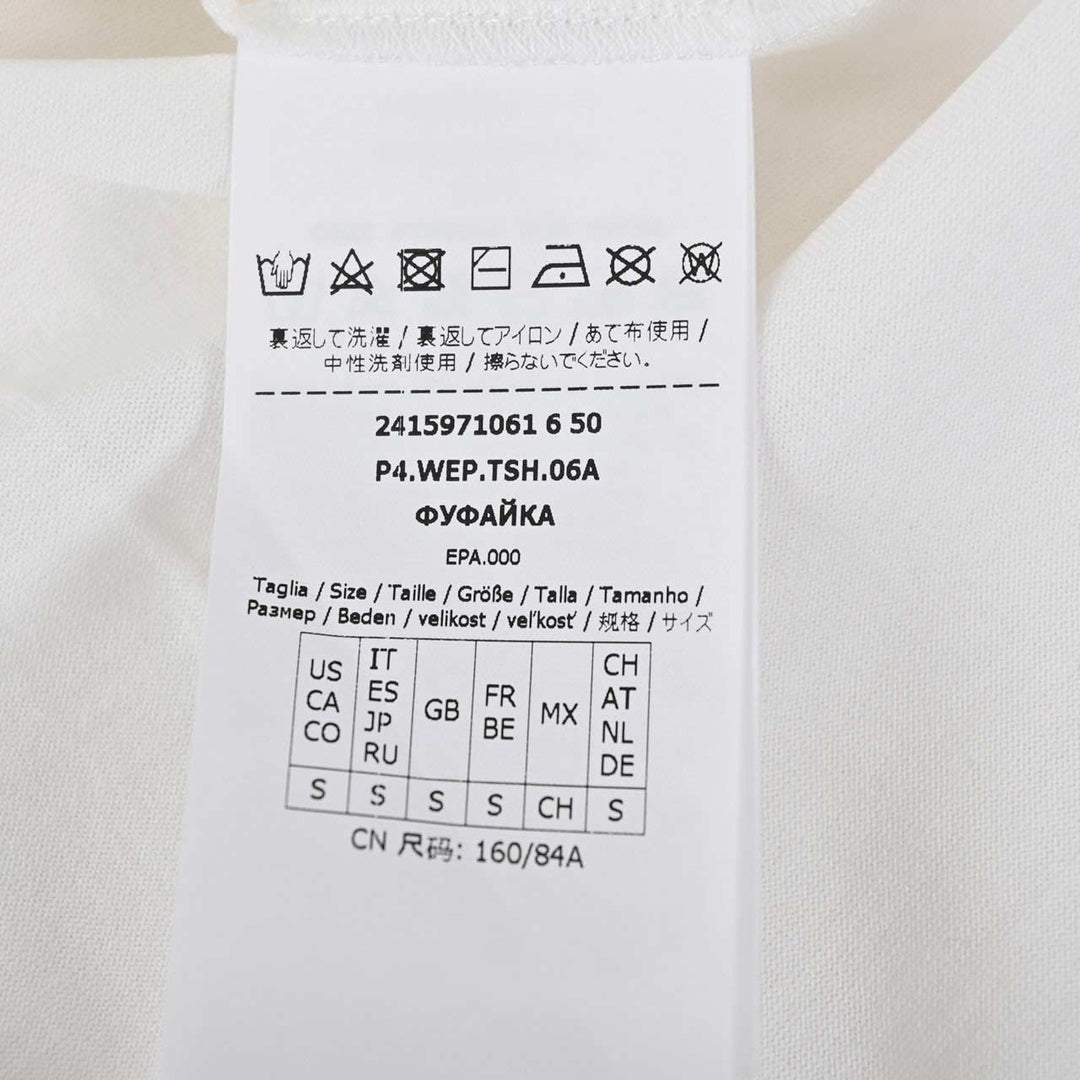 裏返して洗濯 / 裏返してアイロン / あて布使用 /
中性洗剤使用 / 擦らないでください。
2415971061 6 50
P4.WEP.TSH.06A
ФУФАЙКА
EPA.000
Taglia / Size / Taille / Größe / Talla / Tamanho /
Размер / Beden / velikost / veľkosť / 规格 / サイズ
US CA CO | IT ES JP RU | GB | FR BE | MX | CH AT NL DE
S | S | S | S | CH | S
CN 尺码: 160/84A